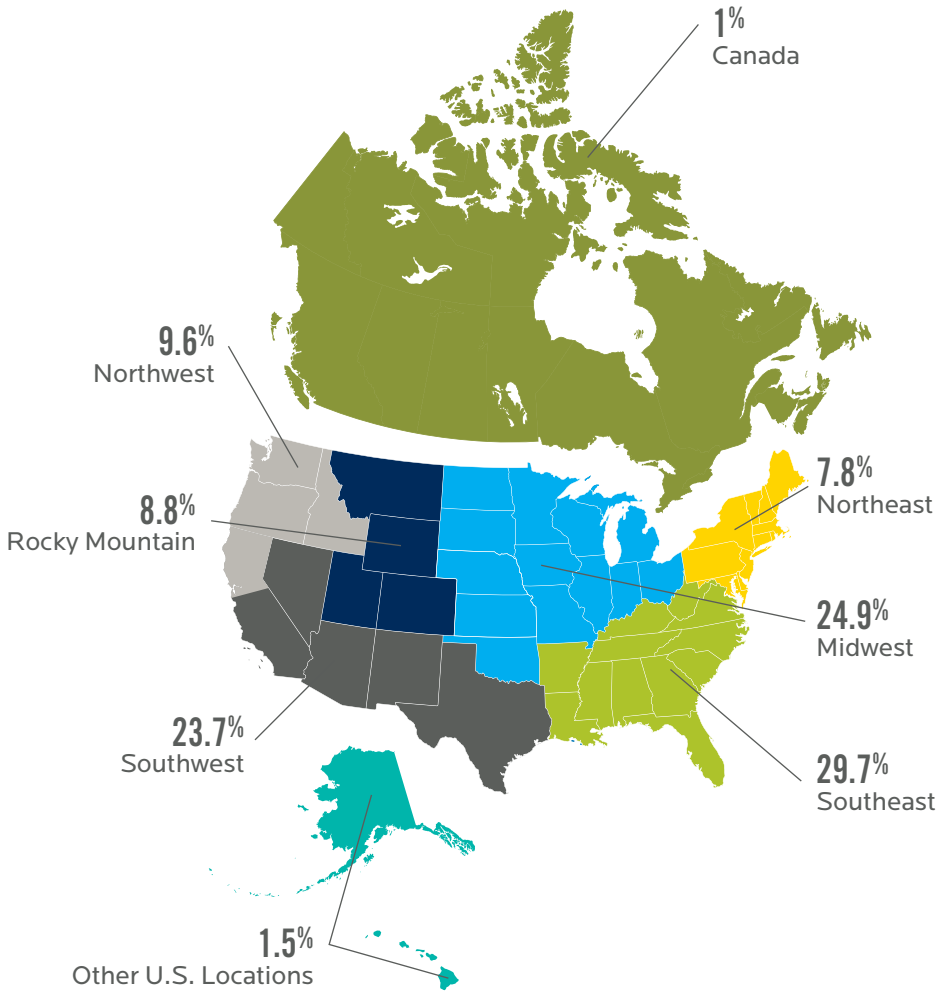 1%
Canada
9.6%
Northwest
8.8%
Rocky Mountain
7.8%
Northeast
24.9%
Midwest
23.7%
Southwest
29.7%
Southeast
1.5%
Other U.S. Locations